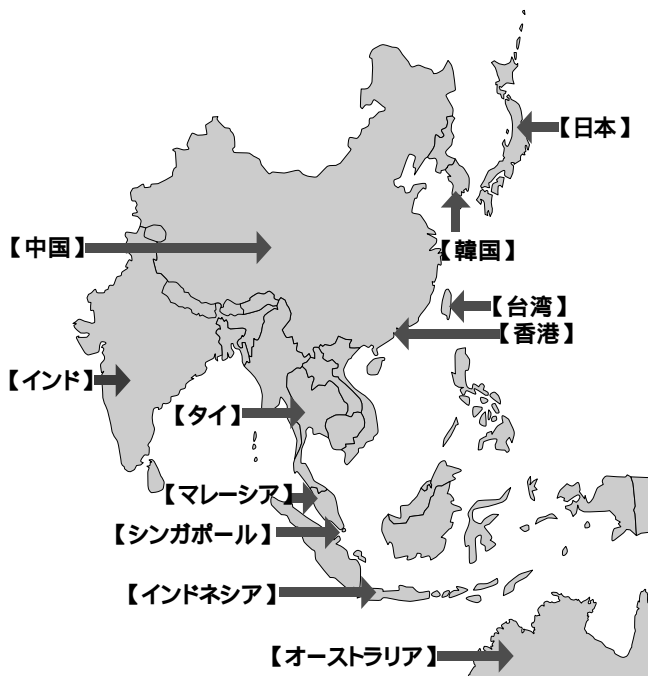 【日本】
【中国】
【韓国】
【台湾】
【香港】
【インド】
【タイ】
【マレーシア】
【シンガポール】
【インドネシア】
【オーストラリア】